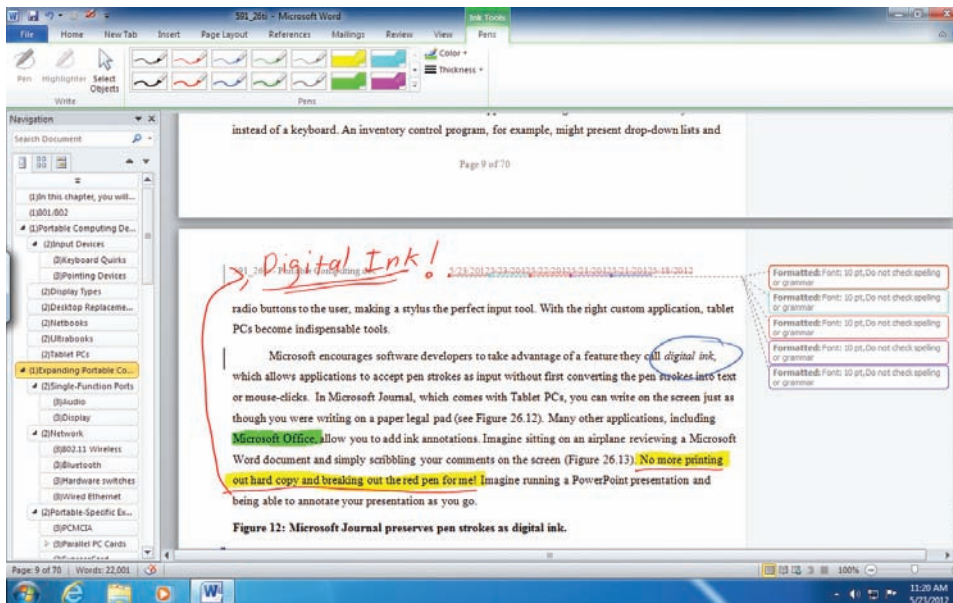 591_26ti - Microsoft Word
Ink Tools
File Home New Tab Insert Page Layout References Mailings Review View Pens
Pen Highlighter Select Objects
Color
Thickness
Write
Pens
Navigation
Search Document
(1)In this chapter, you will...
(1)801/802
(1)Portable Computing De...
(2)Input Devices
(3)Keyboard Quirks
(3)Pointing Devices
(2)Display Types
(2)Desktop Replaceme...
(2)Netbooks
(2)Ultrabooks
(2)Tablet PCs
(1)Expanding Portable Co...
(2)Single-Function Ports
(3)Audio
(3)Display
(2)Network
(3)802.11 Wireless
(3)Bluetooth
(3)Hardware switches
(3)Wired Ethernet
(2)Portable-Specific Ex...
(3)PCMCIA
(3)Parallel PC Cards
instead of a keyboard. An inventory control program, for example, might present drop-down lists and
Page 9 of 70
Digital Ink!
radio buttons to the user, making a stylus the perfect input tool. With the right custom application, tablet
PCs become indispensable tools.
Microsoft encourages software developers to take advantage of a feature they call digital ink,
which allows applications to accept pen strokes as input without first converting the pen strokes into text
or mouse-clicks. In Microsoft Journal, which comes with Tablet PCs, you can write on the screen just as
though you were writing on a paper legal pad (see Figure 26.12). Many other applications, including
Microsoft Office, allow you to add ink annotations. Imagine sitting on an airplane reviewing a Microsoft
Word document and simply scribbling your comments on the screen (Figure 26.13). No more printing
out hard copy and breaking out the red pen for me! Imagine running a PowerPoint presentation and
being able to annotate your presentation as you go.
Figure 12: Microsoft Journal preserves pen strokes as digital ink.
Formatted: Font: 10 pt, Do not check spelling
or grammar
Formatted: Font: 10 pt, Do not check spelling
or grammar
Formatted: Font: 10 pt, Do not check spelling
or grammar
Formatted: Font: 10 pt, Do not check spelling
or grammar
Formatted: Font: 10 pt, Do not check spelling
or grammar
Page: 9 of 70 Words: 22,001
100%
11:20 AM
5/23/2012